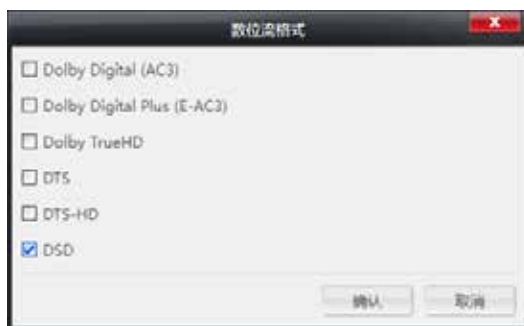 数位流格式
Dolby Digital (AC3)
Dolby Digital Plus (E-AC3)
Dolby TrueHD
DTS
DTS-HD
DSD
确认 取消